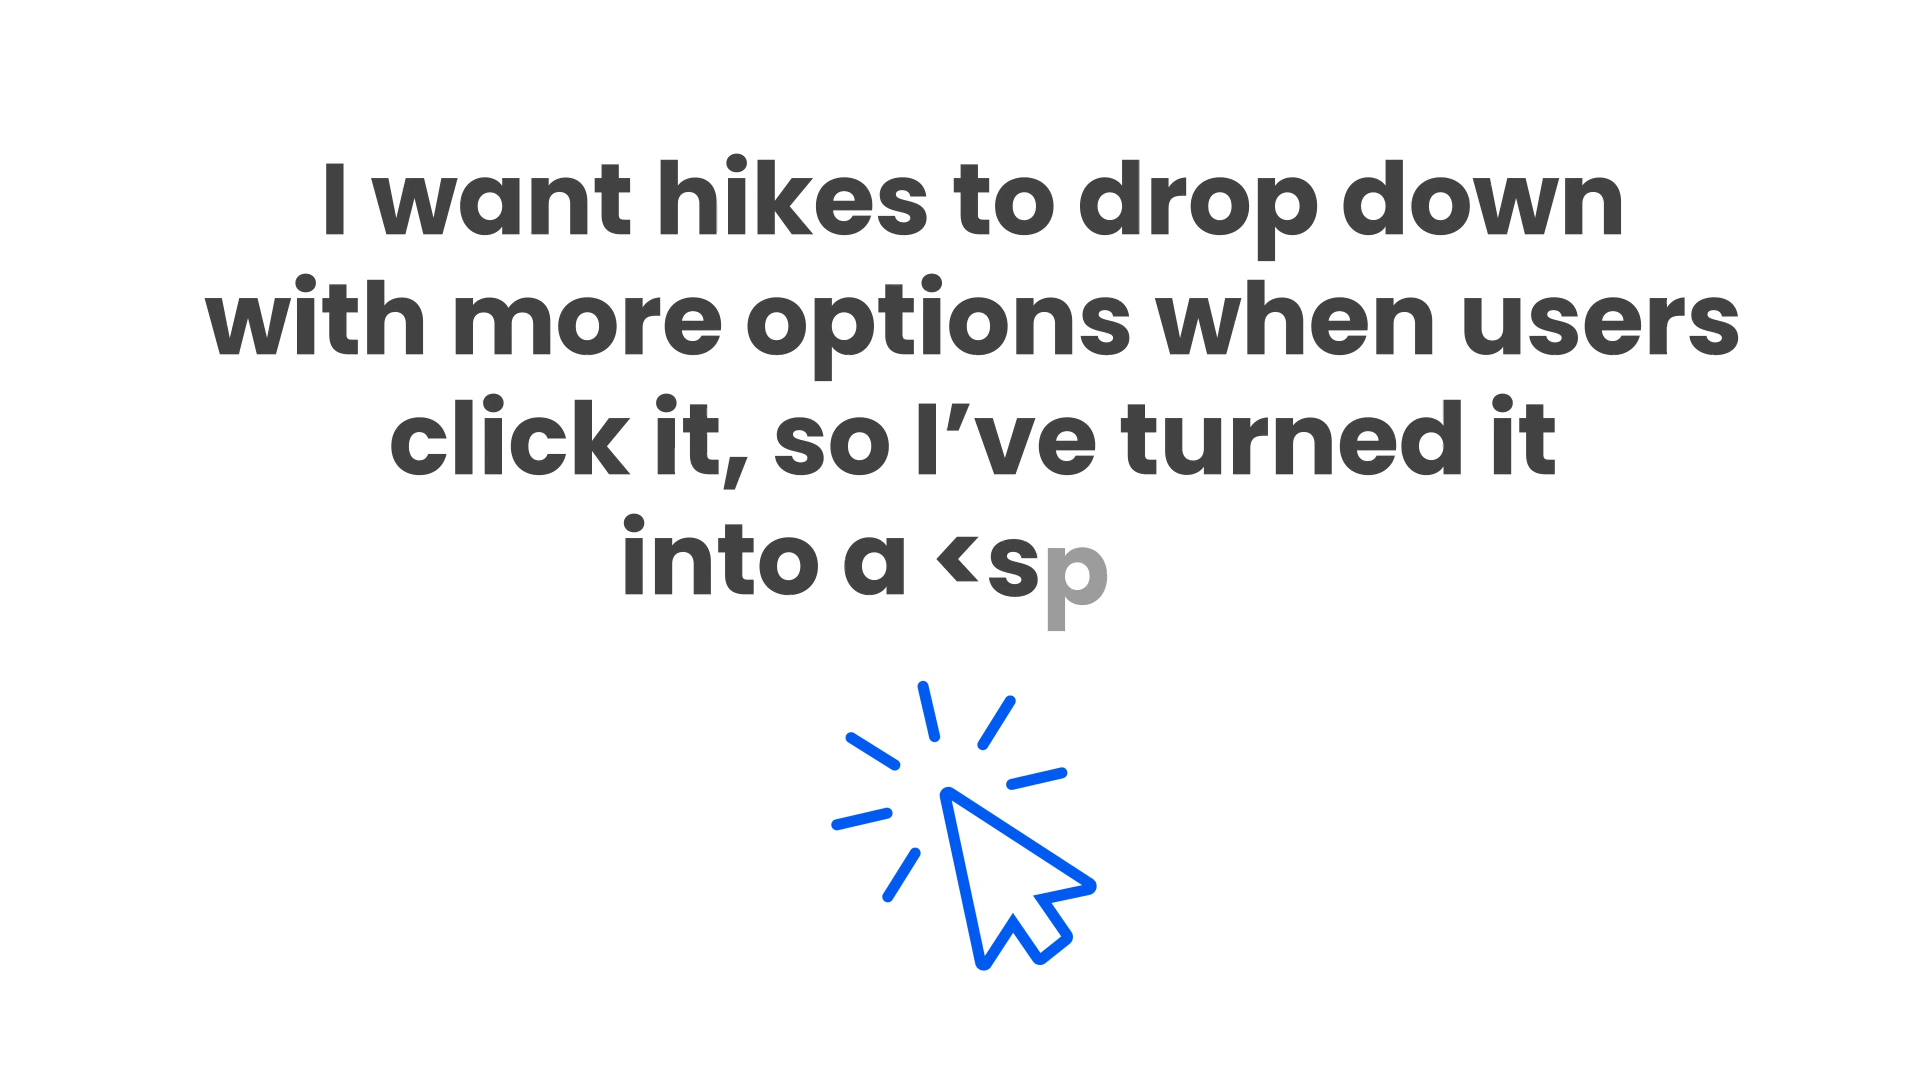 I want hikes to drop down
with more options when users
click it, so I’ve turned it
into a <sp